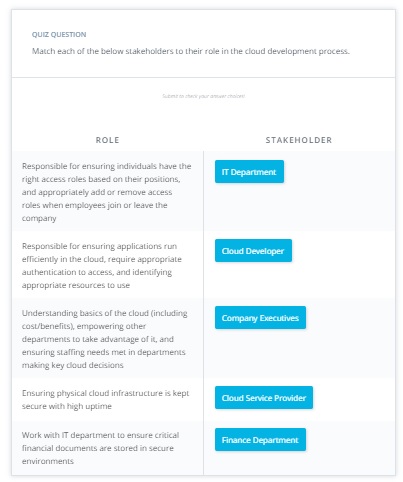 QUIZ QUESTION
Match each of the below stakeholders to their role in the cloud development process.
Submit to check your answer choices!
ROLE
STAKEHOLDER
Responsible for ensuring individuals have the
right access roles based on their positions,
and appropriately add or remove access
roles when employees join or leave the
company
IT Department
Responsible for ensuring applications run
efficiently in the cloud, require appropriate
authentication to access, and identifying
appropriate resources to use
Cloud Developer
Understanding basics of the cloud (including
cost/benefits), empowering other
departments to take advantage of it, and
ensuring staffing needs met in departments
making key cloud decisions
Company Executives
Ensuring physical cloud infrastructure is kept
secure with high uptime
Cloud Service Provider
Work with IT department to ensure critical
financial documents are stored in secure
environments
Finance Department